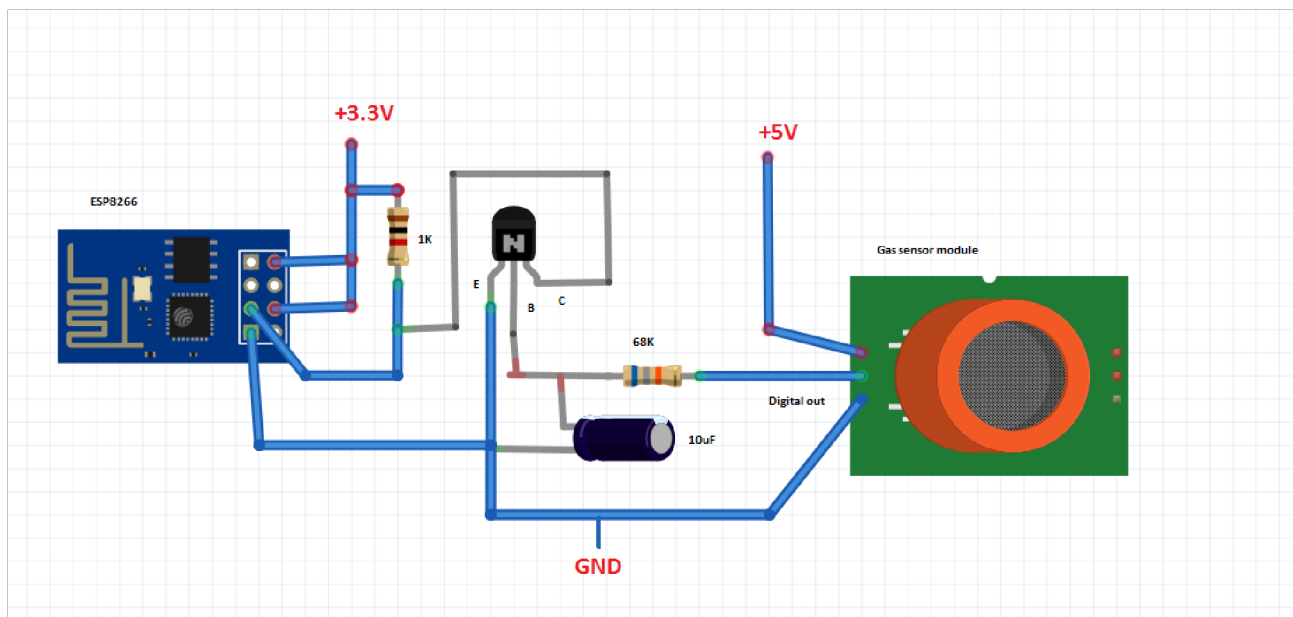 +3.3V
+5V
ESP8266
1K
N
Gas sensor module
E
B
C
68K
Digital out
10uF
GND